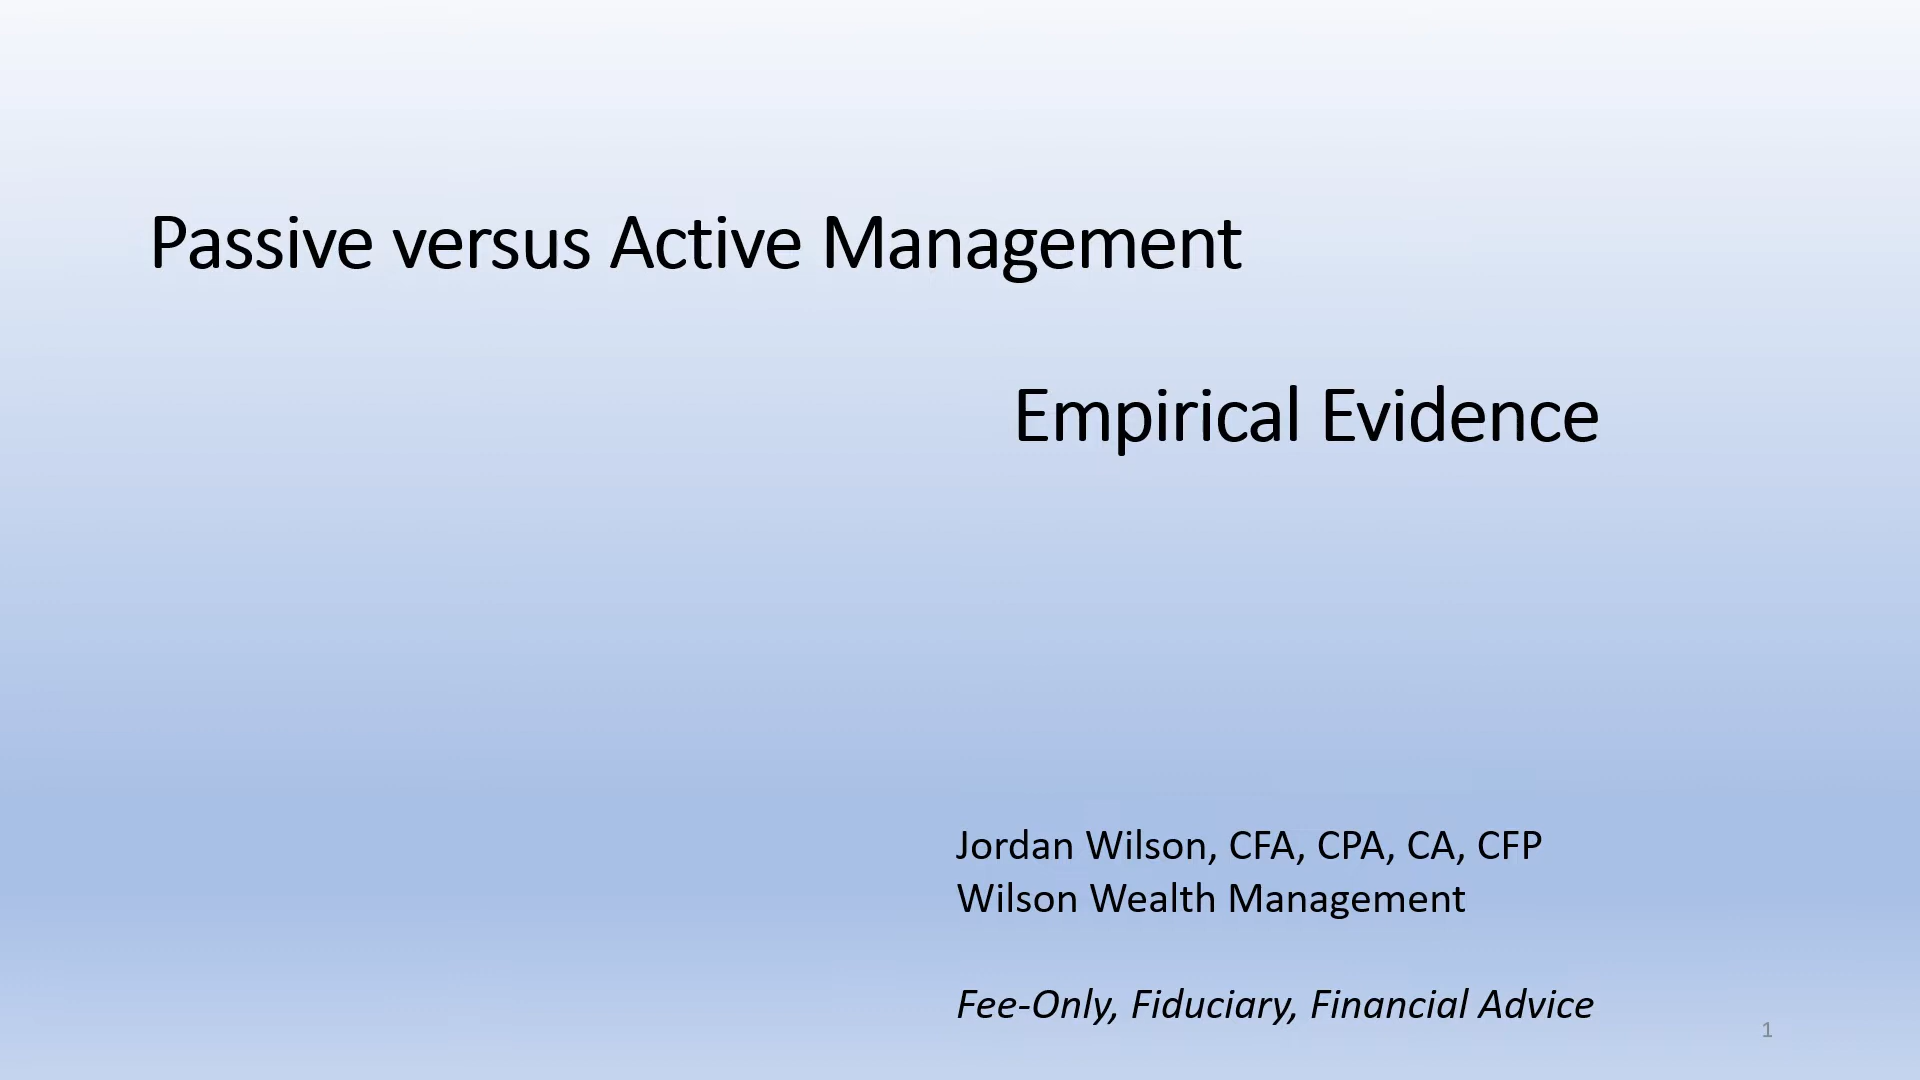 Passive versus Active Management
Empirical Evidence
Jordan Wilson, CFA, CPA, CA, CFP
Wilson Wealth Management
Fee-Only, Fiduciary, Financial Advice
1